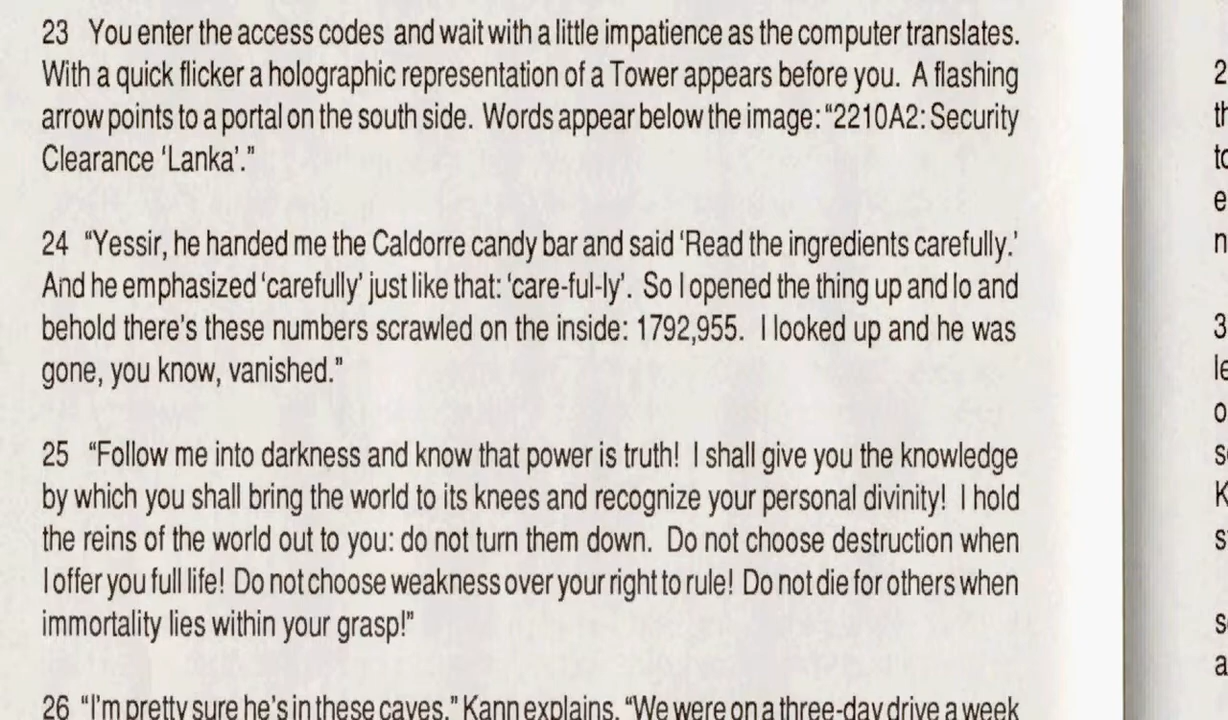 23 You enter the access codes and wait with a little impatience as the computer translates.
With a quick flicker a holographic representation of a Tower appears before you. A flashing
arrow points to a portal on the south side. Words appear below the image: "2210A2: Security
Clearance 'Lanka'."
24 "Yessir, he handed me the Caldorre candy bar and said 'Read the ingredients carefully.'
And he emphasized 'carefully' just like that: 'care-ful-ly'. So I opened the thing up and lo and
behold there's these numbers scrawled on the inside: 1792,955. I looked up and he was
gone, you know, vanished."
25 "Follow me into darkness and know that power is truth! I shall give you the knowledge
by which you shall bring the world to its knees and recognize your personal divinity! I hold
the reins of the world out to you: do not turn them down. Do not choose destruction when
I offer you full life! Do not choose weakness over your right to rule! Do not die for others when
immortality lies within your grasp!"
26 "I'm pretty sure he's in these caves," Kann explains. "We were on a three-day drive a week